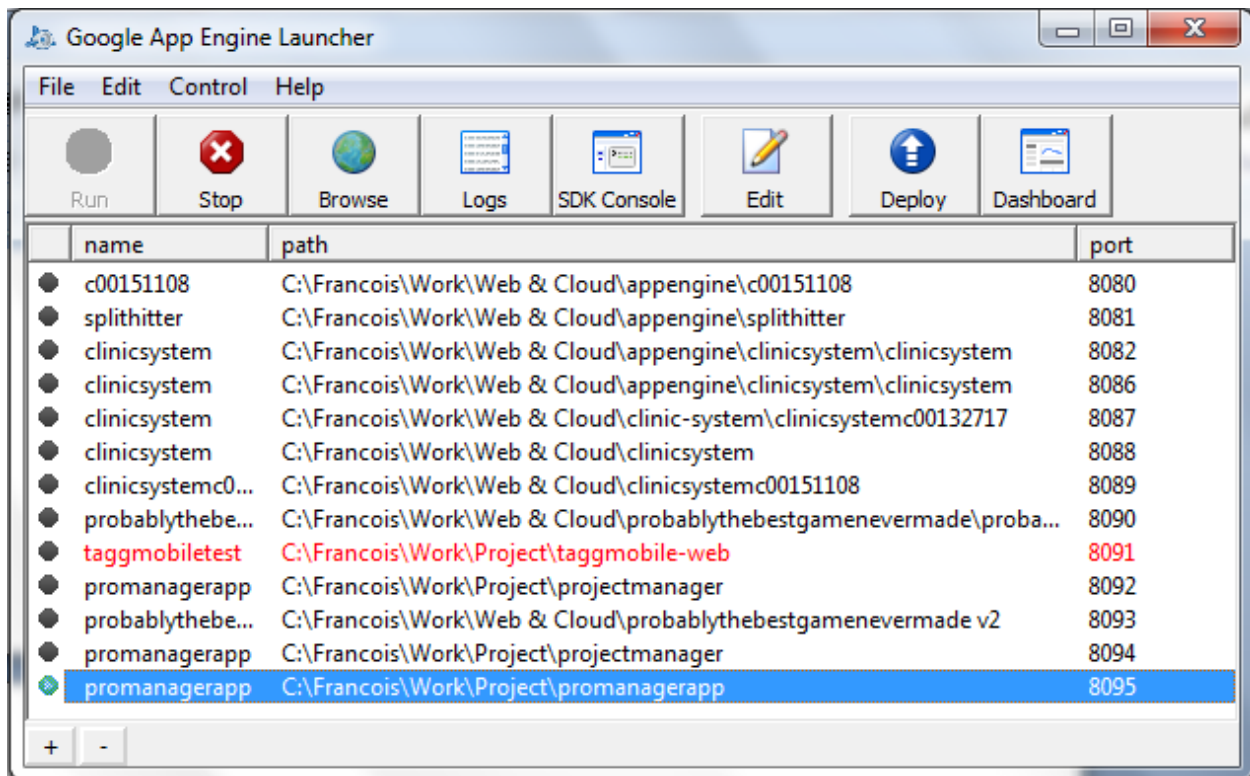 Google App Engine Launcher
File Edit Control Help
Run Stop Browse Logs SDK Console Edit Deploy Dashboard
name path port
c00151108 C:\Francois\Work\Web & Cloud\appengine\c00151108 8080
splithitter C:\Francois\Work\Web & Cloud\appengine\splithitter 8081
clinicsystem C:\Francois\Work\Web & Cloud\appengine\clinicsystem\clinicsystem 8082
clinicsystem C:\Francois\Work\Web & Cloud\appengine\clinicsystem\clinicsystem 8086
clinicsystem C:\Francois\Work\Web & Cloud\clinic-system\clinicsystemc00132717 8087
clinicsystem C:\Francois\Work\Web & Cloud\clinicsystem 8088
clinicsystemc0... C:\Francois\Work\Web & Cloud\clinicsystemc00151108 8089
probablythebe... C:\Francois\Work\Web & Cloud\probablythebestgamenevermade\proba... 8090
taggmobiletest C:\Francois\Work\Project\taggmobile-web 8091
promanagerapp C:\Francois\Work\Project\projectmanager 8092
probablythebe... C:\Francois\Work\Web & Cloud\probablythebestgamenevermade v2 8093
promanagerapp C:\Francois\Work\Project\projectmanager 8094
promanagerapp C:\Francois\Work\Project\promanagerapp 8095
+ -